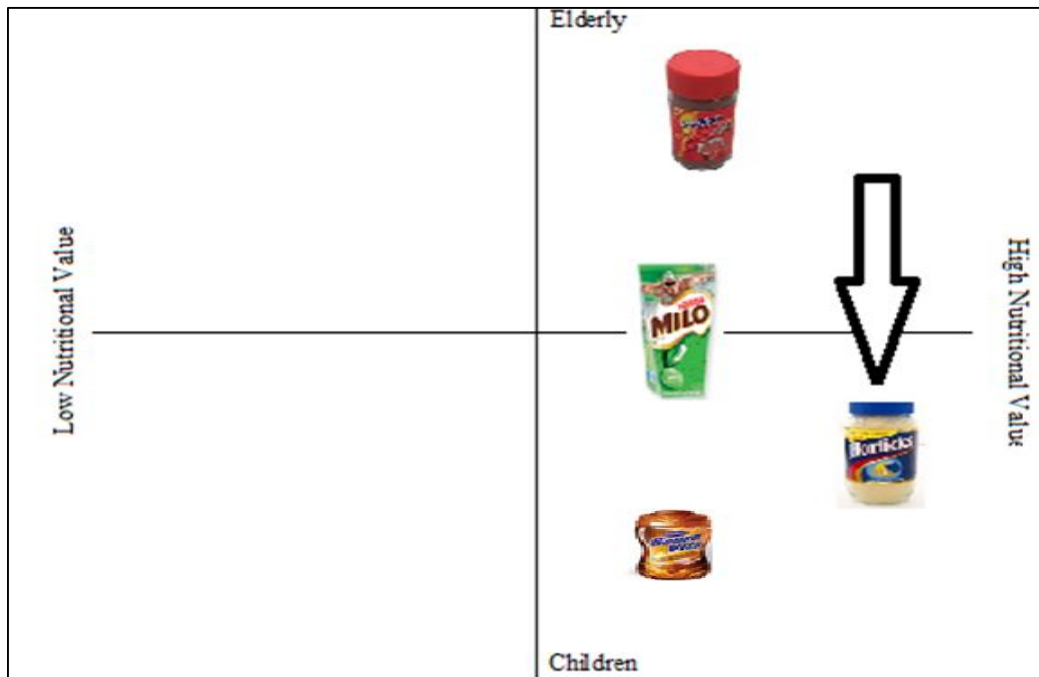 Elderly
Low Nutritional Value
High Nutritional Value
MILO
Horlicks
Children